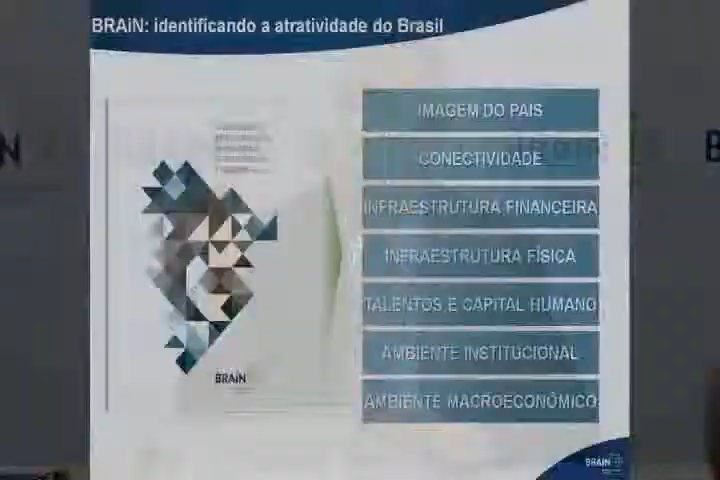 BRAiN: identificando a atratividade do Brasil
IMAGEM DO PAIS
CONECTIVIDADE
INFRAESTRUTURA FINANCEIRA
INFRAESTRUTURA FÍSICA
TALENTOS E CAPITAL HUMANO
AMBIENTE INSTITUCIONAL
AMBIENTE MACROECONÔMICO
BRAiN
BRAiN